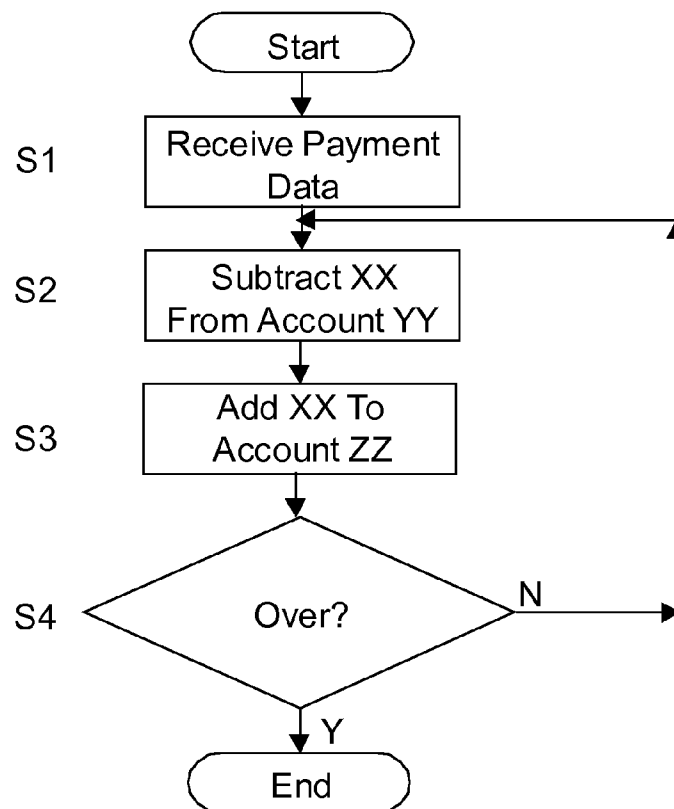 Start
S1
Receive Payment
Data
S2
Subtract XX
From Account YY
S3
Add XX To
Account ZZ
S4
Over?
N
Y
End